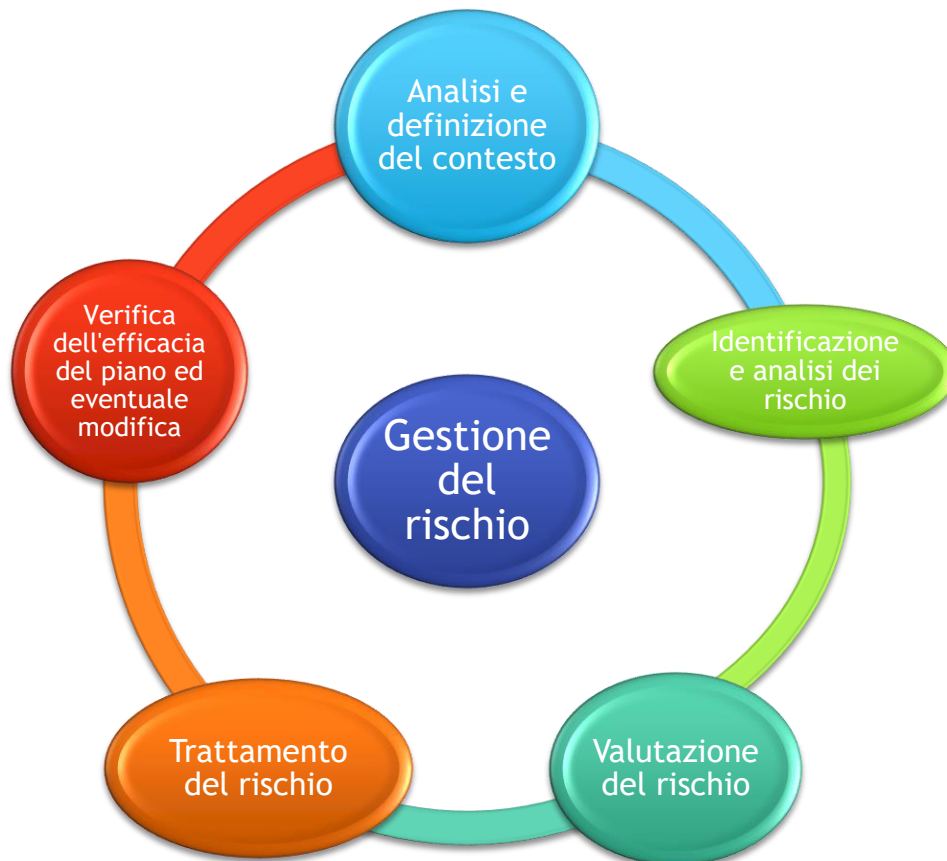 Analisi e
definizione
del contesto
Identificazione
e analisi dei
rischio
Valutazione
del rischio
Trattamento
del rischio
Verifica
dell'efficacia
del piano ed
eventuale
modifica
Gestione
del
rischio